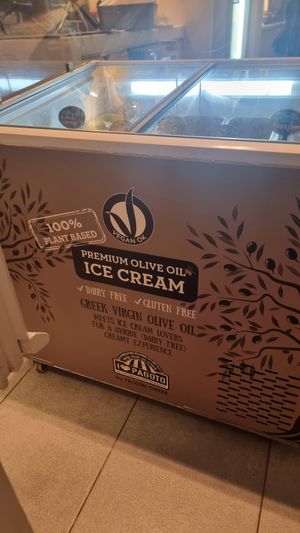 100%
PLANT BASED
VEGAN OK
PREMIUM OLIVE OIL
ICE CREAM
✓ DAIRY FREE ✓ GLUTEN FREE
GREEK VIRGIN OLIVE OIL
MEETS ICE CREAM LOVERS
FOR A UNIQUE (DAIRY FREE)
CREAMY EXPERIENCE
PAGOTO